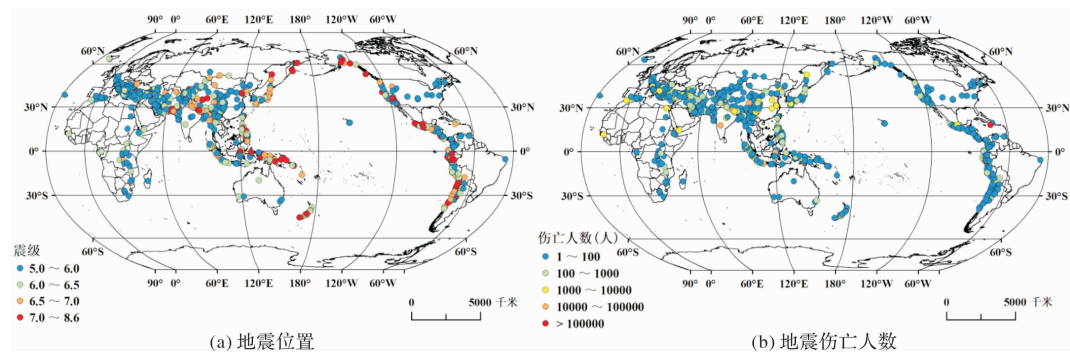 90° 0° 60°E 120°E 180° 120°W 60°W
60°N 60°N
30°N 30°N
0° 0°
30°S 30°S
60°S 60°S
180° 0° 60°E 120°E 180° 120°W 60°W
震级
5.0 ～ 6.0
6.0 ～ 6.5
6.5 ～ 7.0
7.0 ～ 8.6
0 5000 千米
(a) 地震位置
90° 0° 60°E 120°E 180° 120°W 60°W
60°N 60°N
30°N 30°N
0° 0°
30°S 30°S
60°S 60°S
180° 0° 60°E 120°E 180° 120°W 60°W
伤亡人数(人)
1 ～ 100
100 ～ 1000
1000 ～ 10000
10000 ～ 100000
> 100000
0 5000 千米
(b) 地震伤亡人数